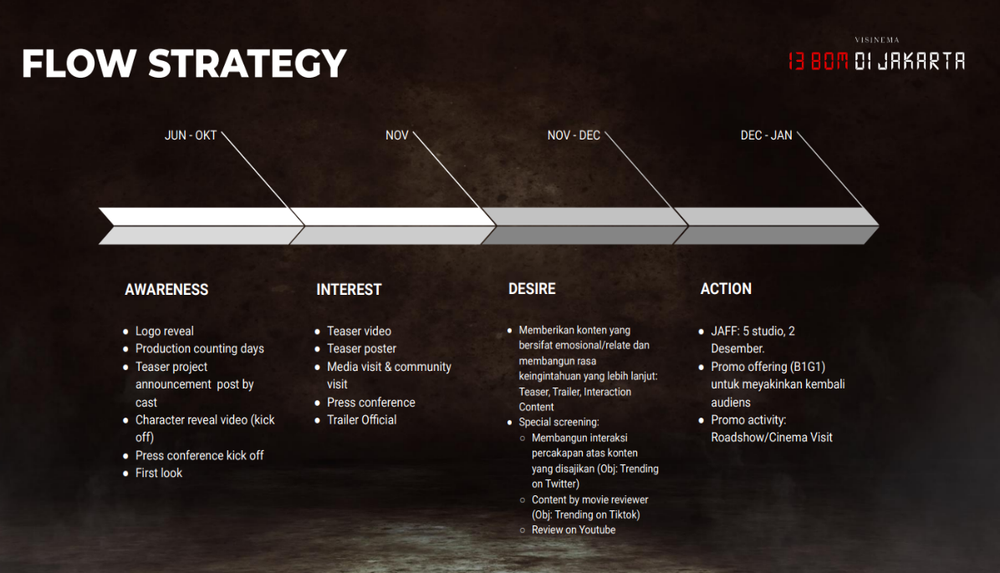 FLOW STRATEGY
VISINEMA
13 BOM DI JAKARTA
JUN - OKT
NOV
NOV - DEC
DEC - JAN
AWARENESS
● Logo reveal
● Production counting days
● Teaser project
announcement post by
cast
● Character reveal video (kick
off)
● Press conference kick off
● First look
INTEREST
● Teaser video
● Teaser poster
● Media visit & community
visit
● Press conference
● Trailer Official
DESIRE
● Memberikan konten yang
bersifat emosional/relate dan
membangun rasa
keingintahuan yang lebih lanjut:
Teaser, Trailer, Interaction
Content
● Special screening:
○ Membangun interaksi
percakapan atas konten
yang disajikan (Obj: Trending
on Twitter)
○ Content by movie reviewer
(Obj: Trending on Tiktok)
○ Review on Youtube
ACTION
● JAFF: 5 studio, 2
Desember.
● Promo offering (B1G1)
untuk meyakinkan kembali
audiens
● Promo activity:
Roadshow/Cinema Visit